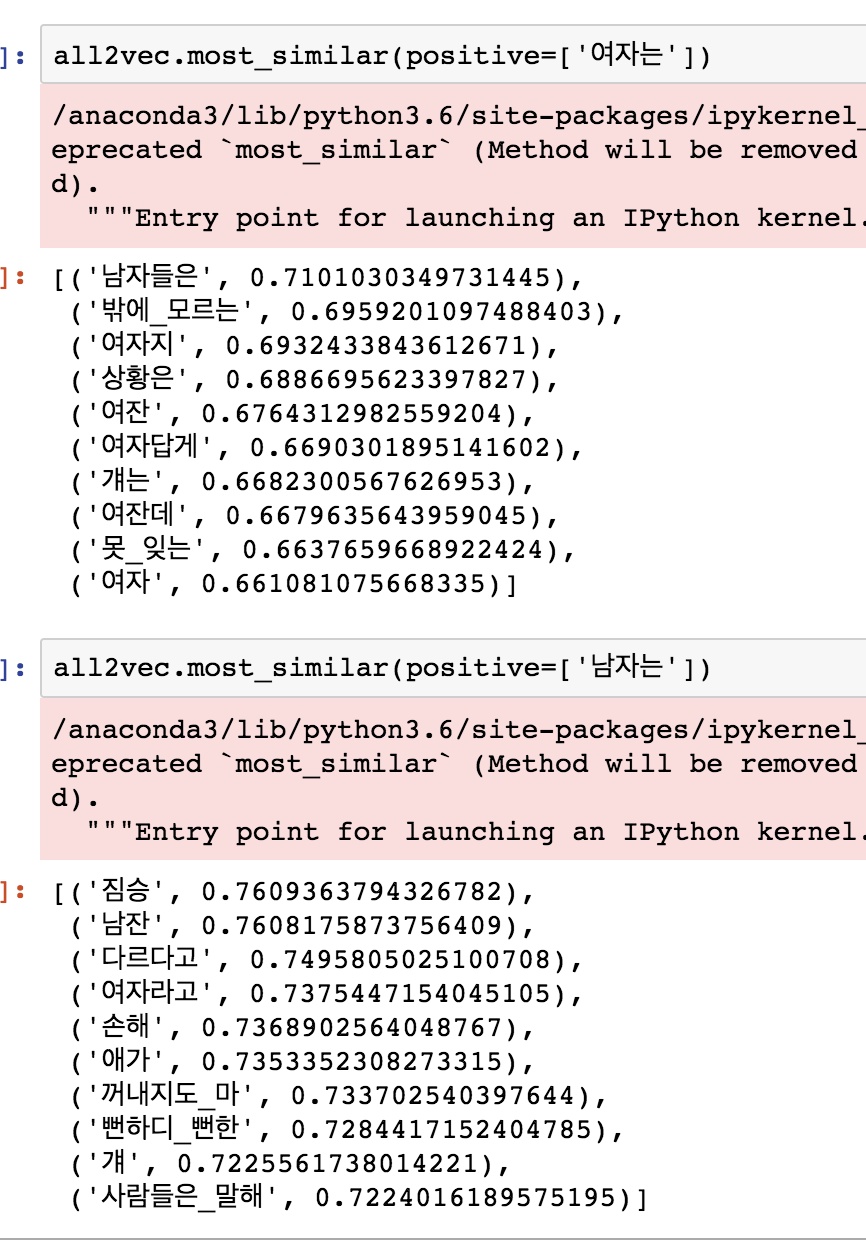 ]: all2vec.most_similar(positive=['여자는'])
/anaconda3/lib/python3.6/site-packages/ipykernel_
eprecated `most_similar` (Method will be removed
d).
"""Entry point for launching an IPython kernel.
]: [('남자들은', 0.7101030349731445),
('밖에_모르는', 0.6959201097488403),
('여자지', 0.6932433843612671),
('상황은', 0.6886695623397827),
('여잔', 0.6764312982559204),
('여자답게', 0.66903018951416​02),
('걔는', 0.6682300567626953),
('여잔데', 0.6679635643959045),
('못_잊는', 0.6637659668922424),
('여자', 0.661081075668335)]
]: all2vec.most_similar(positive=['남자는'])
/anaconda3/lib/python3.6/site-packages/ipykernel_
eprecated `most_similar` (Method will be removed
d).
"""Entry point for launching an IPython kernel.
]: [('짐승', 0.7609363794326782),
('남잔', 0.7608175873756409),
('다르다고', 0.7495805025100708),
('여자라고', 0.7375447154045105),
('손해', 0.7368902564048767),
('애가', 0.7353352308273315),
('꺼내지도_마', 0.733702540397644),
('뻔하디_뻔한', 0.7284417152404785),
('걔', 0.7225561738014221),
('사람들은_말해', 0.7224016189575195)]